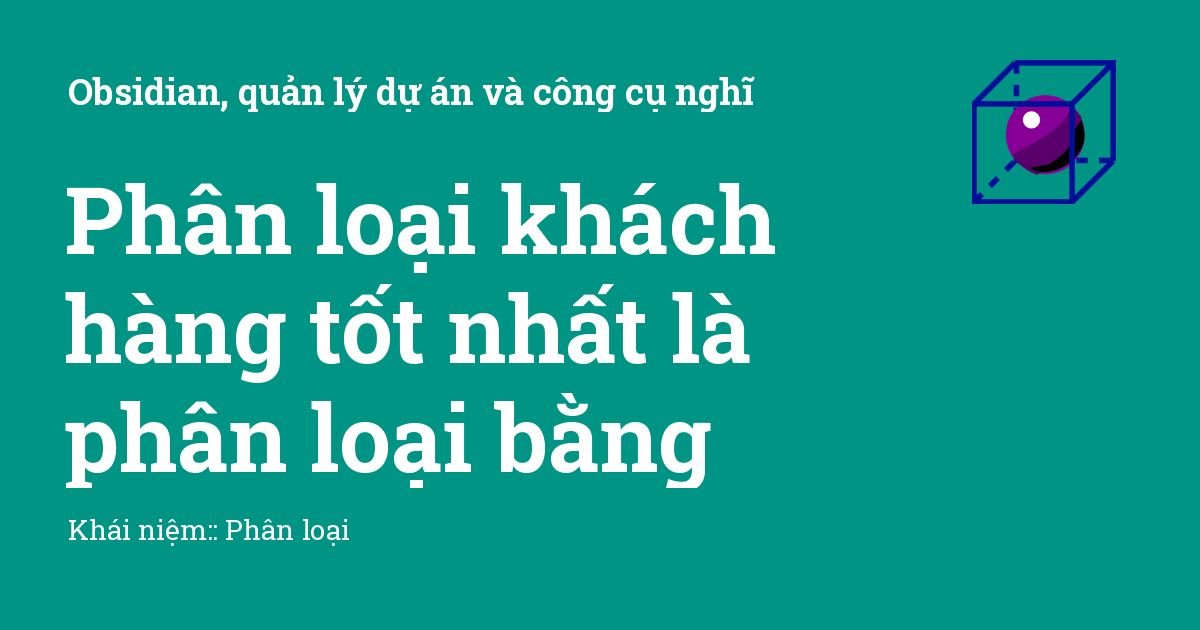 Obsidian, quản lý dự án và công cụ nghĩ
Phân loại khách
hàng tốt nhất là
phân loại bằng
Khái niệm:: Phân loại